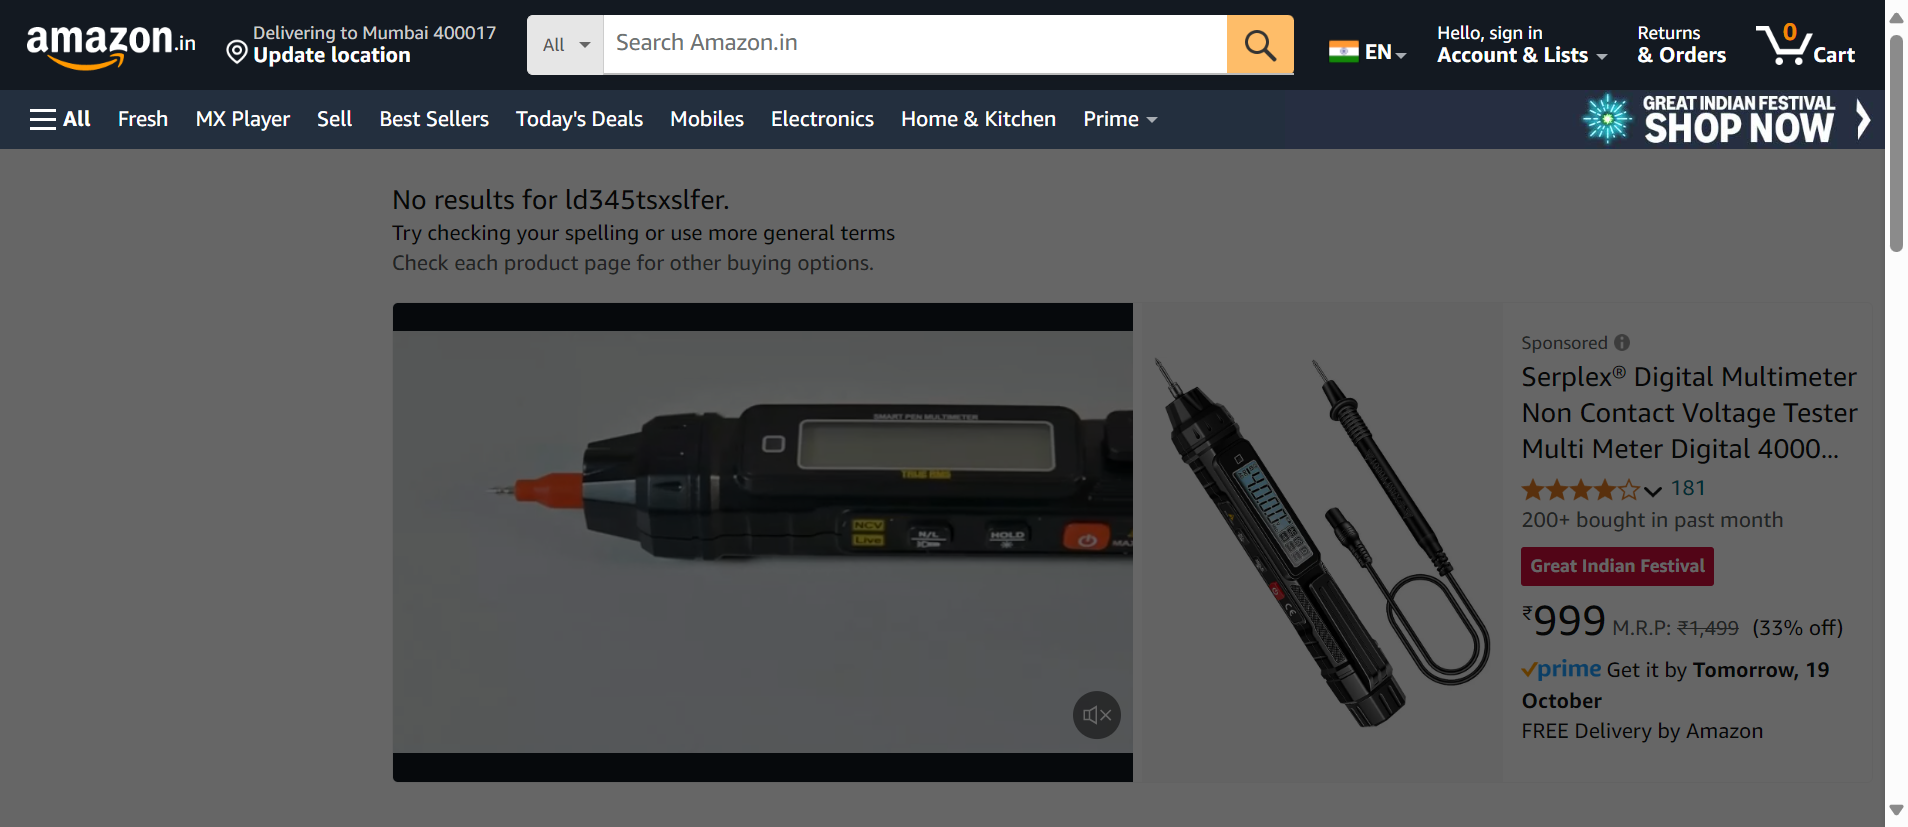 amazon.in
Delivering to Mumbai 400017
Update location
All
Search Amazon.in
EN
Hello, sign in
Account & Lists
Returns
& Orders
0
Cart
All
Fresh
MX Player
Sell
Best Sellers
Today's Deals
Mobiles
Electronics
Home & Kitchen
Prime
GREAT INDIAN FESTIVAL
SHOP NOW
No results for ld345tsxslfer.
Try checking your spelling or use more general terms
Check each product page for other buying options.
SMART PEN MULTIMETER
TRUE RMS
NCV
Live
N/L
HOLD
Sponsored
Serplex® Digital Multimeter
Non Contact Voltage Tester
Multi Meter Digital 4000...
181
200+ bought in past month
Great Indian Festival
₹999 M.R.P: ₹1,499 (33% off)
prime Get it by Tomorrow, 19
October
FREE Delivery by Amazon